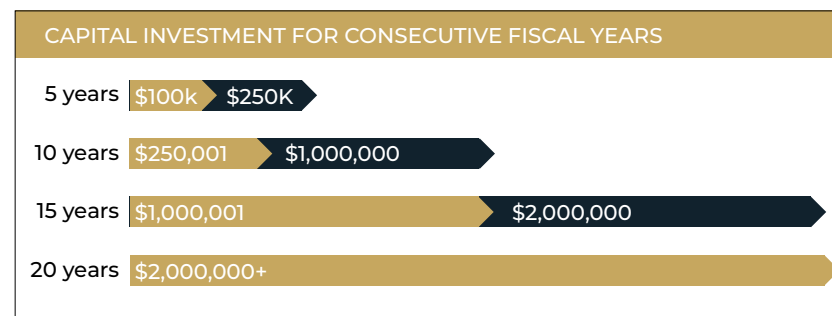 CAPITAL INVESTMENT FOR CONSECUTIVE FISCAL YEARS
5 years $100k $250K
10 years $250,001 $1,000,000
15 years $1,000,001 $2,000,000
20 years $2,000,000+